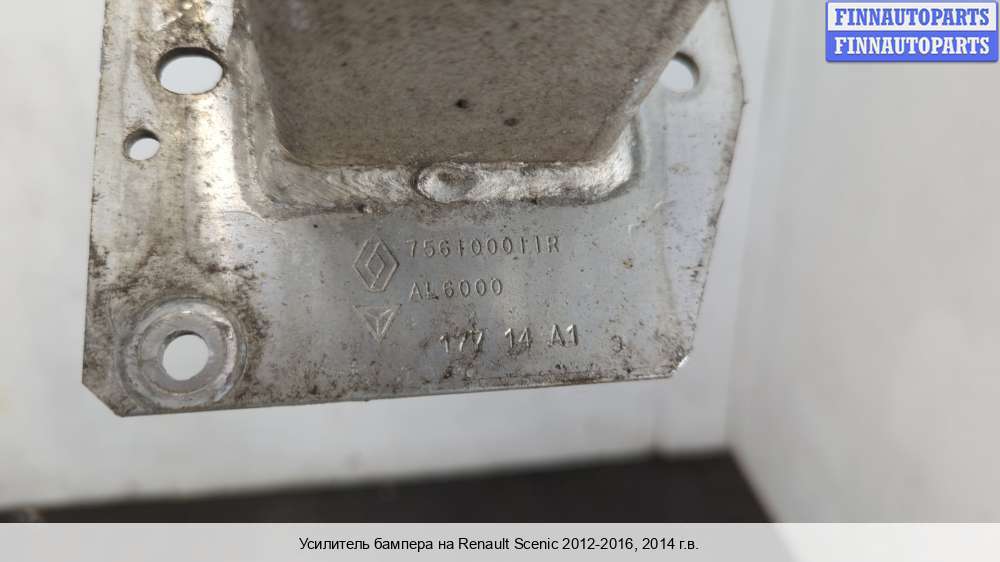 FINNAUTOPARTS
FINNAUTOPARTS
756100011R
AL6000
177 14 A1
Усилитель бампера на Renault Scenic 2012-2016, 2014 г.в.